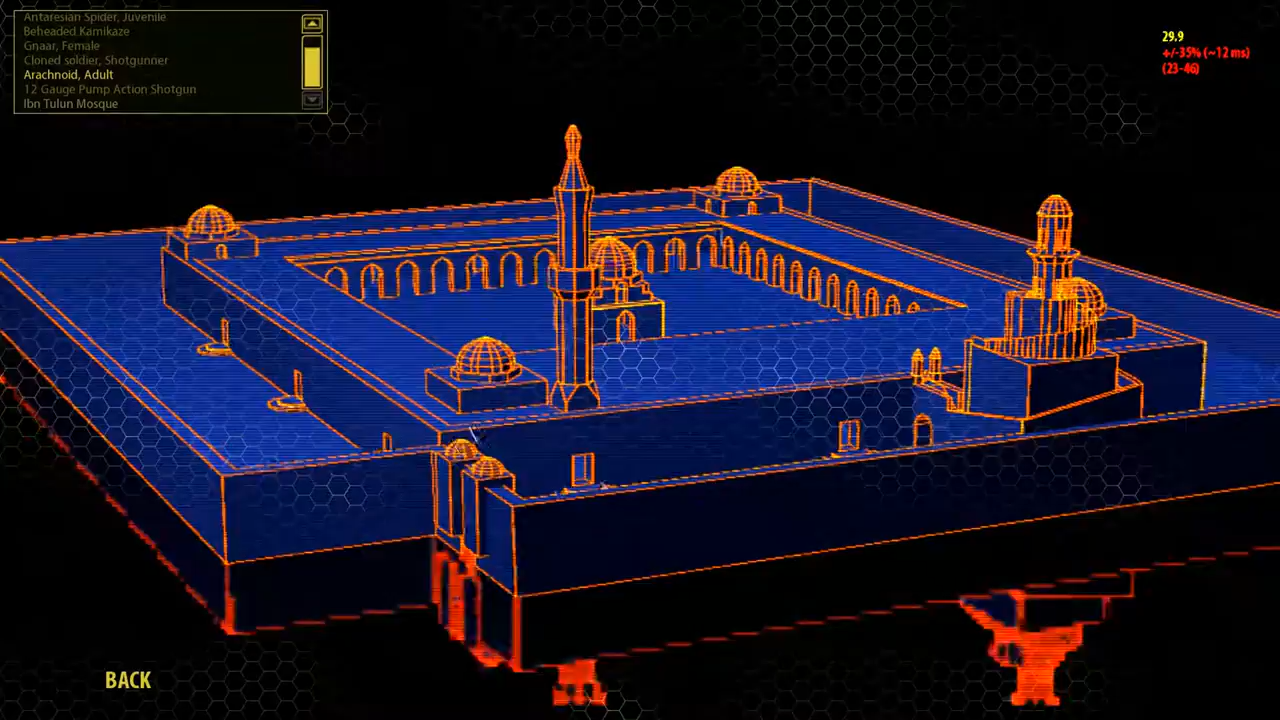 Antaresian Spider, Juvenile
Beheaded Kamikaze
Gnaar, Female
Cloned soldier, Shotgunner
Arachnoid, Adult
12 Gauge Pump Action Shotgun
Ibn Tulun Mosque
29.9
+/-35% (~12 ms)
(23-46)
BACK